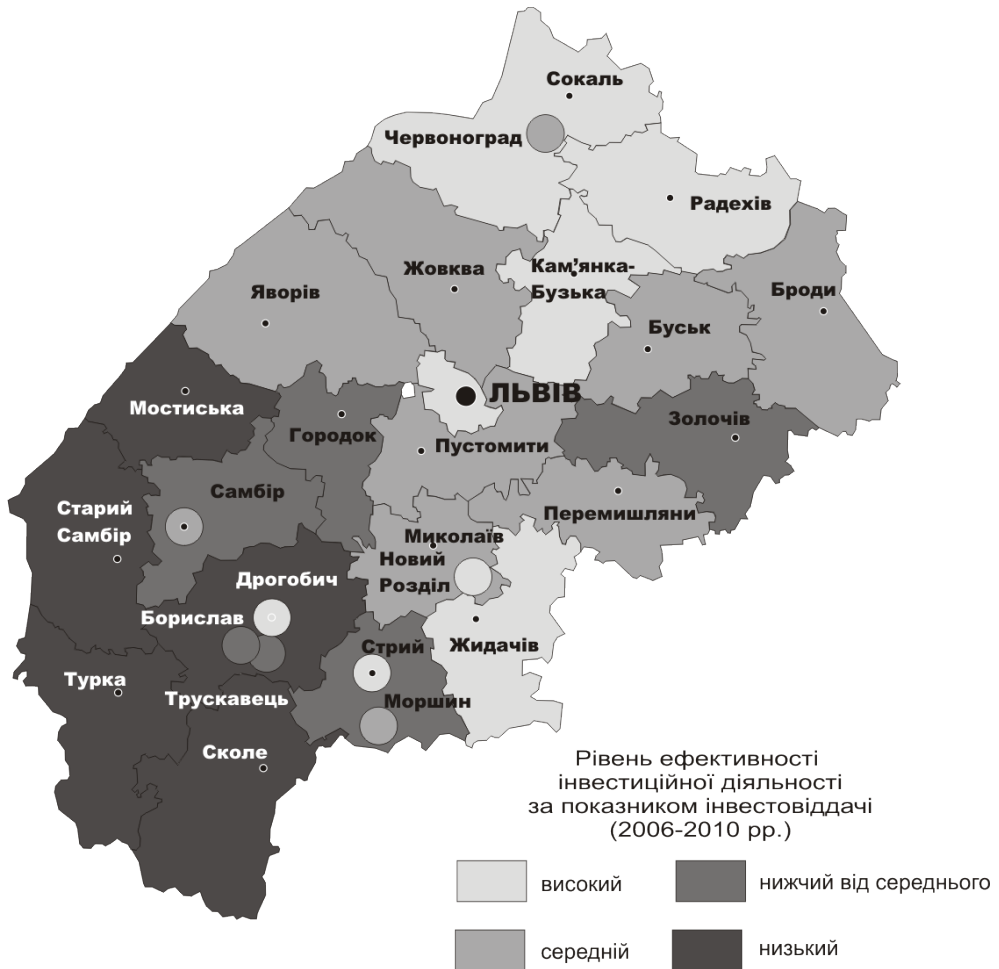 Сокаль
Червоноград
Радехів
Жовква
Кам'янка-
Бузька
Яворів
Броди
Буськ
ЛЬВІВ
Мостиська
Золочів
Городок
Пустомити
Самбір
Старий
Самбір
Перемишляни
Миколаїв
Новий
Розділ
Дрогобич
Борислав
Стрий
Жидачів
Турка
Трускавець
Моршин
Сколе
Рівень ефективності
інвестиційної діяльності
за показником інвестовіддачі
(2006-2010 рр.)
високий
нижчий від середнього
середній
низький